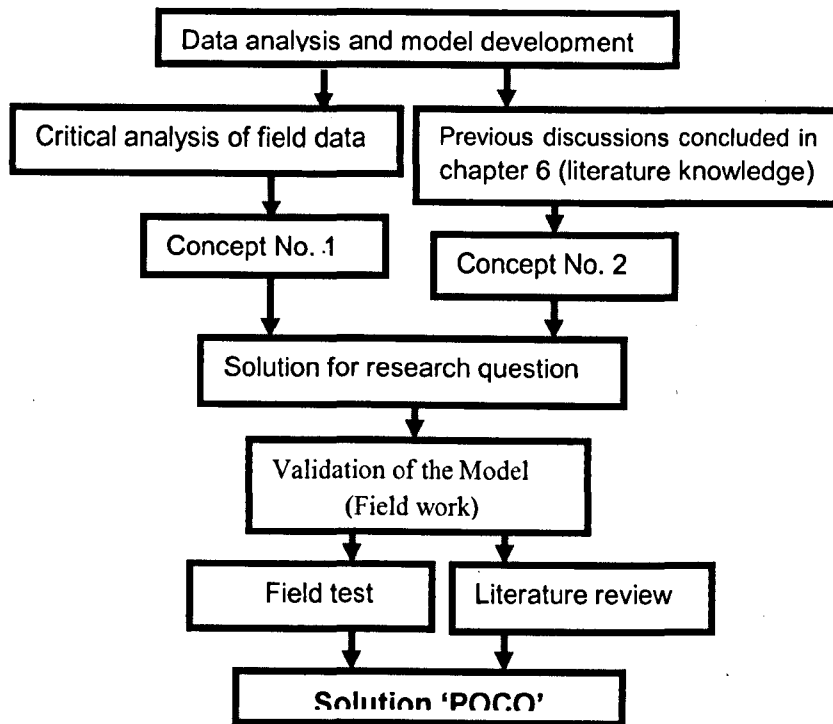 Data analysis and model development
Critical analysis of field data
Previous discussions concluded in
chapter 6 (literature knowledge)
Concept No. 1
Concept No. 2
Solution for research question
Validation of the Model
(Field work)
Field test
Literature review
Solution 'POCO'